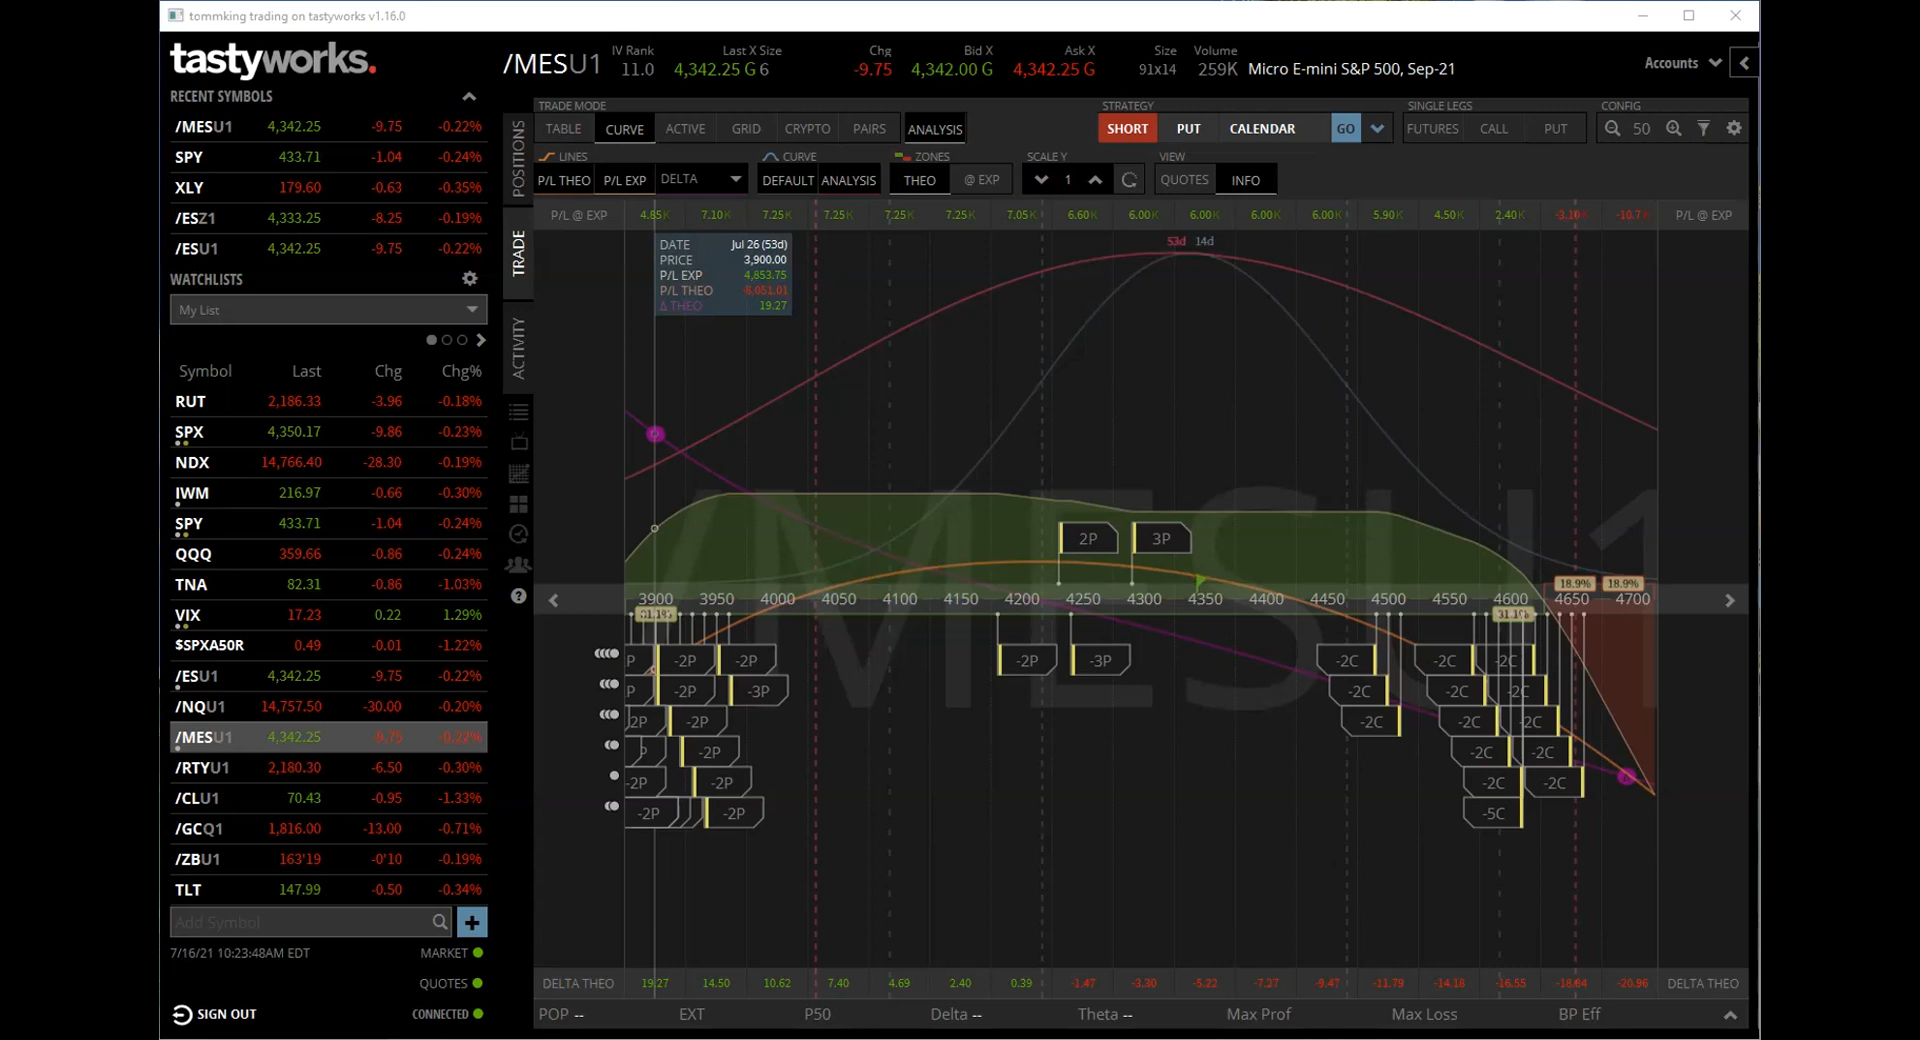 tommking trading on tastyworks v1.16.0
tastyworks.
/MESU1
IV Rank 11.0
Last X Size 4,342.25 G 6
Chg -9.75
Bid X 4,342.00 G
Ask X 4,342.25 G
Size 91x14
Volume 259K
Micro E-mini S&P 500, Sep-21
Accounts
RECENT SYMBOLS
/MESU1 4,342.25 -9.75 -0.22%
SPY 433.71 -1.04 -0.24%
XLY 179.60 -0.63 -0.35%
/ESZ1 4,333.25 -8.25 -0.19%
/ESU1 4,342.25 -9.75 -0.22%
WATCHLISTS
My List
Symbol Last Chg Chg%
RUT 2,186.33 -3.96 -0.18%
SPX 4,350.17 -9.86 -0.23%
NDX 14,766.40 -28.30 -0.19%
IWM 216.97 -0.66 -0.30%
SPY 433.71 -1.04 -0.24%
QQQ 359.66 -0.86 -0.24%
TNA 82.31 -0.86 -1.03%
VIX 17.23 0.22 1.29%
$SPXA50R 0.49 -0.01 -1.22%
/ESU1 4,342.25 -9.75 -0.22%
/NQU1 14,757.50 -30.00 -0.20%
/MESU1 4,342.25 -9.75 -0.22%
/RTYU1 2,180.30 -6.50 -0.30%
/CLU1 70.43 -0.95 -1.33%
/GCQ1 1,816.00 -13.00 -0.71%
/ZBU1 163'19 -0'10 -0.19%
TLT 147.99 -0.50 -0.34%
Add Symbol
7/16/21 10:23:48AM EDT MARKET
QUOTES
SIGN OUT CONNECTED
POSITIONS
TRADE
ACTIVITY
TRADE MODE STRATEGY SINGLE LEGS CONFIG
TABLE CURVE ACTIVE GRID CRYPTO PAIRS ANALYSIS SHORT PUT CALENDAR GO FUTURES CALL PUT 50
LINES CURVE ZONES SCALE Y VIEW
P/L THEO P/L EXP DELTA DEFAULT ANALYSIS THEO @ EXP 1 QUOTES INFO
P/L @ EXP 4.85K 7.10K 7.25K 7.25K 7.25K 7.25K 7.05K 6.60K 6.00K 6.00K 6.00K 6.00K 5.90K 4.50K 2.40K -3.10K -10.7K P/L @ EXP
53d 14d
DATE Jul 26 (53d)
PRICE 3,900.00
P/L EXP 4,853.75
P/L THEO -8,051.01
Δ THEO 19.27
/MESU1
2P 3P
18.9% 18.9%
3900 3950 4000 4050 4100 4150 4200 4250 4300 4350 4400 4450 4500 4550 4600 4650 4700
31.1% 31.1%
P -2P -2P -2P -3P -2C -2C -2C
P -2P -3P -2C -2C -2C
2P -2P -2C -2C -2C
P -2P -2C -2C
-2P -2P -2C -2C
-2P -2P -5C
DELTA THEO 19.27 14.50 10.62 7.40 4.69 2.40 0.39 -1.47 -3.30 -5.22 -7.27 -9.47 -11.79 -14.18 -16.55 -18.84 -20.96 DELTA THEO
POP -- EXT P50 Delta -- Theta -- Max Prof Max Loss BP Eff